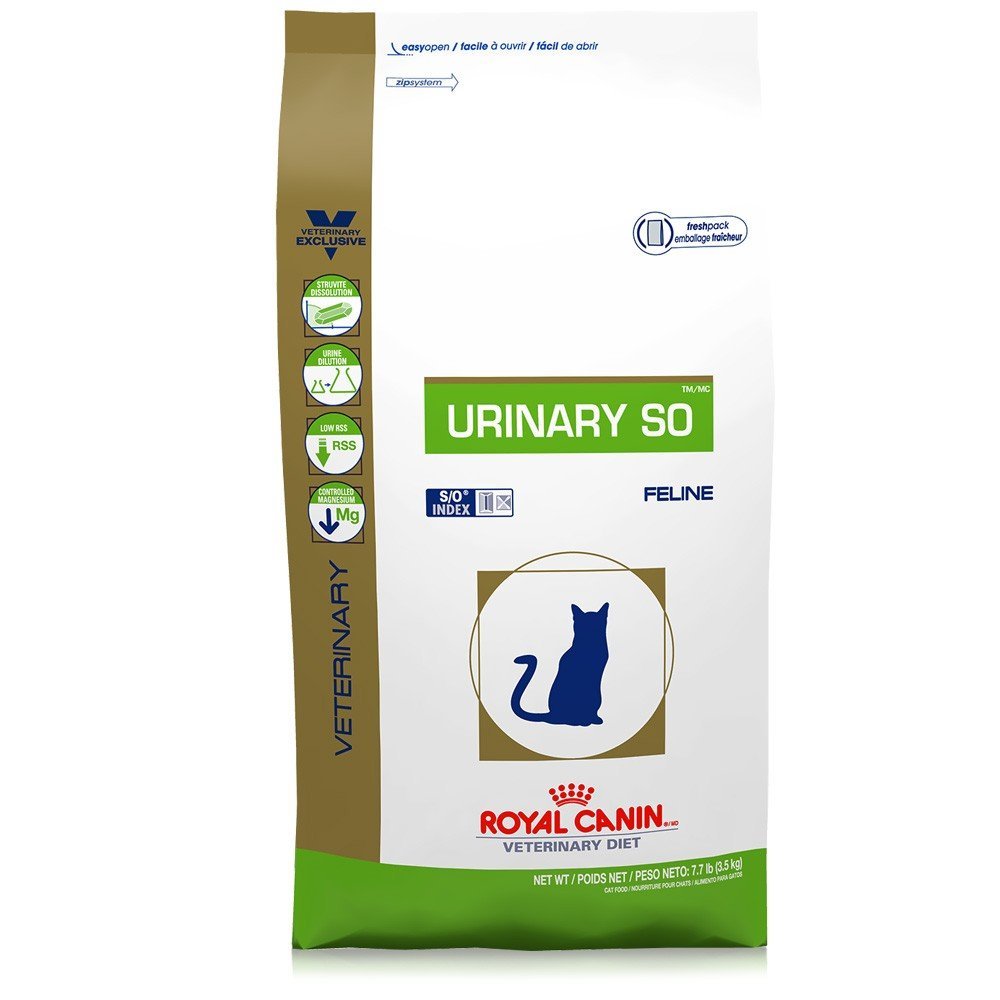 easyopen / facile à ouvrir / fácil de abrir
zipsystem
freshpack
emballage fraîcheur
VETERINARY
EXCLUSIVE
STRUVITE
DISSOLUTION
URINE
DILUTION
LOW RSS
RSS
CONTROLLED
MAGNESIUM
Mg
VETERINARY
TM/MC
URINARY SO
S/O®
INDEX
FELINE
ROYAL CANIN®/MD
VETERINARY DIET
NET WT / POIDS NET / PESO NETO: 7.7 lb (3.5 kg)
CAT FOOD / NOURRITURE POUR CHATS / ALIMENTO PARA GATOS